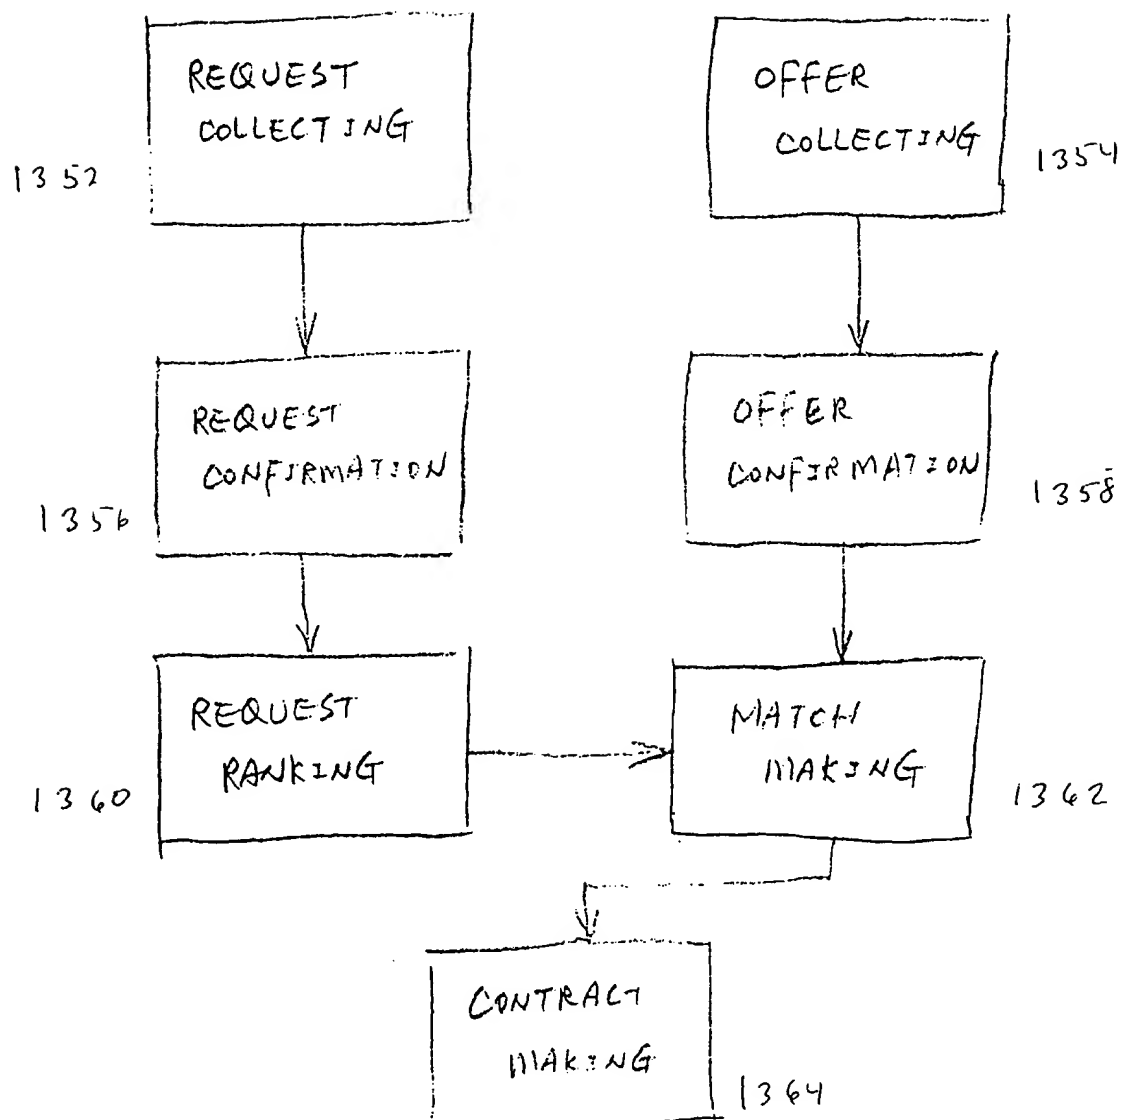 REQUEST
COLLECTING
1352
OFFER
COLLECTING
1354
REQUEST
CONFIRMATION
1356
OFFER
CONFIRMATION
1358
REQUEST
RANKING
1360
MATCH
MAKING
1362
CONTRACT
MAKING
1364